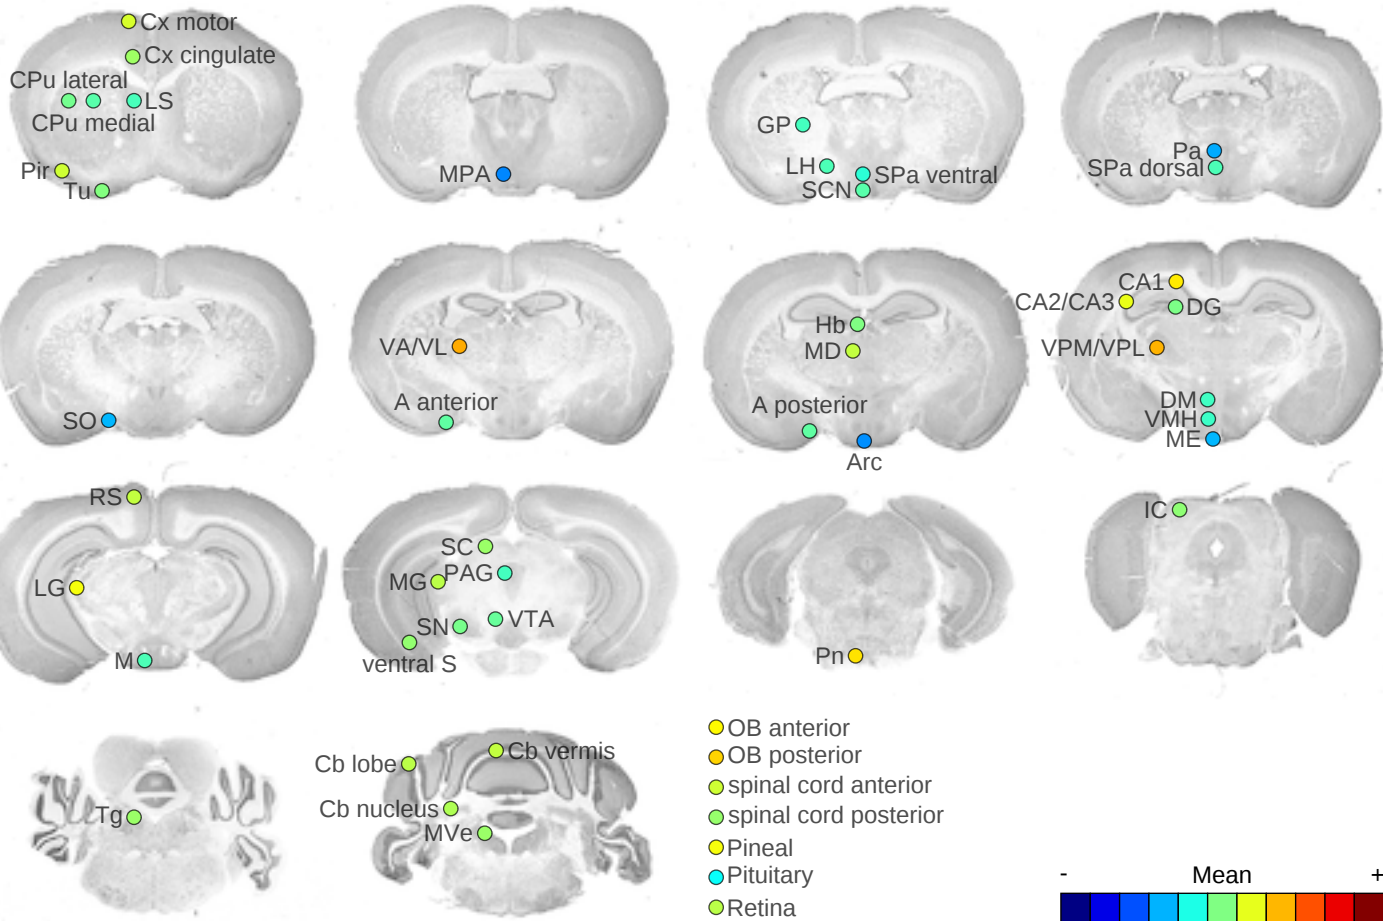 Cx motor
Cx cingulate
CPu lateral
LS
CPu medial
Pir
Tu
MPA
GP
LH
SPa ventral
SCN
Pa
SPa dorsal
SO
VA/VL
A anterior
Hb
MD
A posterior
Arc
CA1
CA2/CA3
DG
VPM/VPL
DM
VMH
ME
RS
LG
M
SC
PAG
MG
VTA
SN
ventral S
Pn
IC
Tg
Cb vermis
Cb lobe
Cb nucleus
MVe
OB anterior
OB posterior
spinal cord anterior
spinal cord posterior
Pineal
Pituitary
Retina
- Mean +